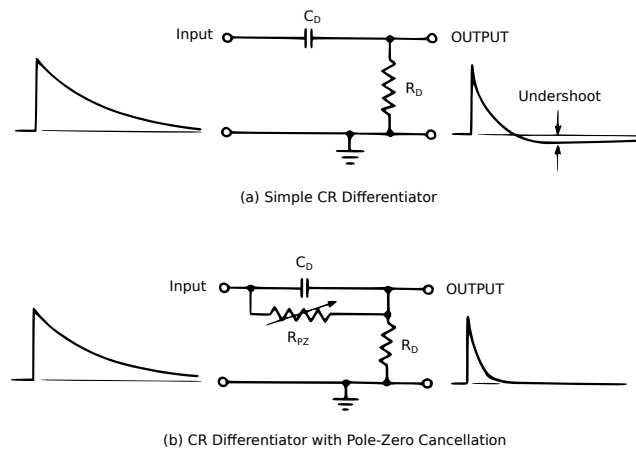 C_D
Input
OUTPUT
R_D
Undershoot
(a) Simple CR Differentiator
C_D
Input
OUTPUT
R_PZ
R_D
(b) CR Differentiator with Pole-Zero Cancellation